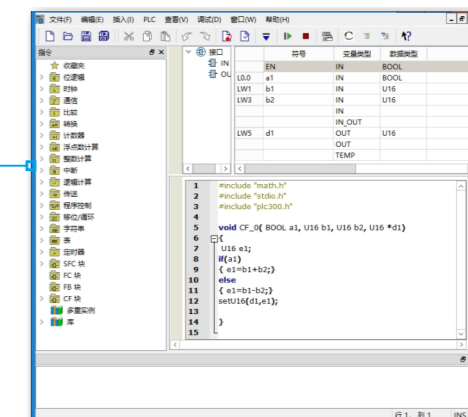 文件(F) 编辑(E) 插入(I) PLC 查看(V) 调试(D) 窗口(W) 帮助(H)
指令
收藏夹
位逻辑
时钟
通信
比较
转换
计数器
浮点数计算
整数计算
中断
逻辑计算
传送
程序控制
移位/循环
字符串
表
定时器
SFC 块
FC 块
FB 块
CF 块
多重实例
库
接口
IN
OU
符号 变量类型 数据类型
EN IN BOOL
L0.0 a1 IN BOOL
LW1 b1 IN U16
LW3 b2 IN U16
IN
IN_OUT
LW5 d1 OUT U16
OUT
TEMP
1 #include "math.h"
2 #include "stdio.h"
3 #include "plc300.h"
4
5 void CF_0( BOOL a1, U16 b1, U16 b2, U16 *d1)
6 {
7 U16 e1;
8 if(a1)
9 { e1=b1+b2;}
10 else
11 { e1=b1-b2;}
12 setU16(d1,e1);
13
14 }
15
行 1, 列 1 INS